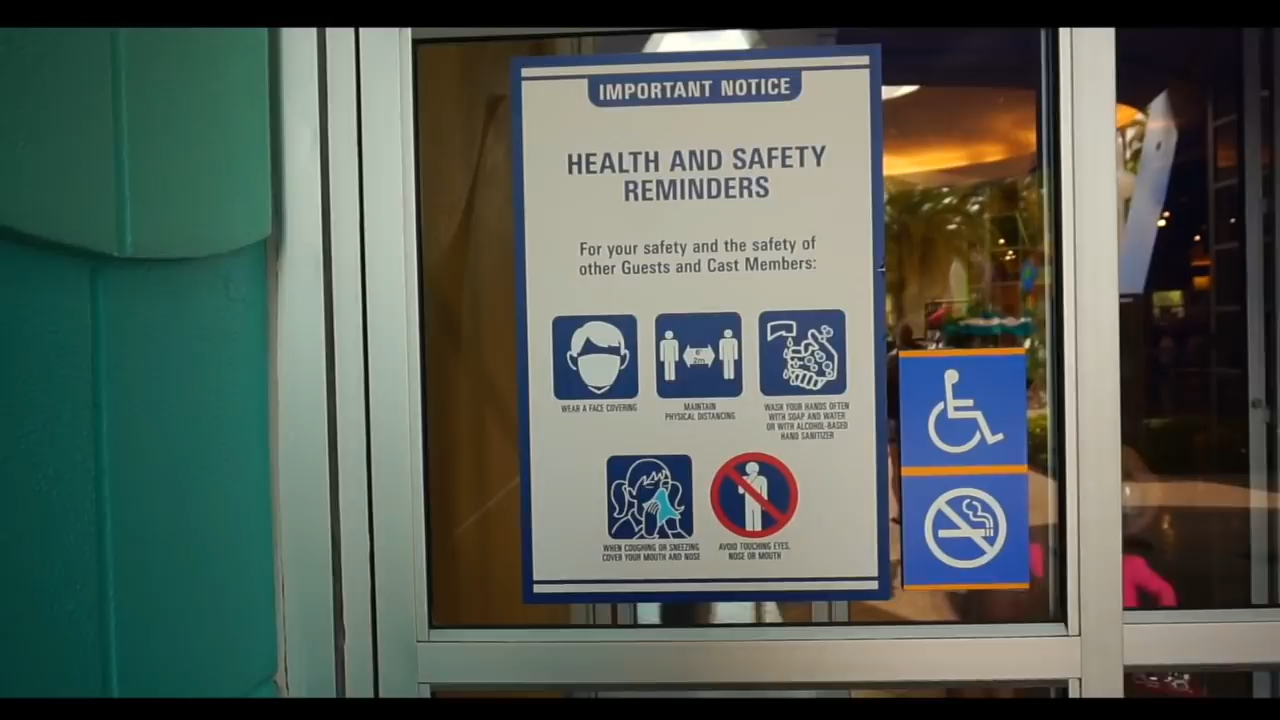 IMPORTANT NOTICE
HEALTH AND SAFETY
REMINDERS
For your safety and the safety of
other Guests and Cast Members:
6'
2m
WEAR A FACE COVERING
MAINTAIN
PHYSICAL DISTANCING
WASH YOUR HANDS OFTEN
WITH SOAP AND WATER
OR WITH ALCOHOL-BASED
HAND SANITIZER
WHEN COUGHING OR SNEEZING
COVER YOUR MOUTH AND NOSE
AVOID TOUCHING EYES,
NOSE OR MOUTH